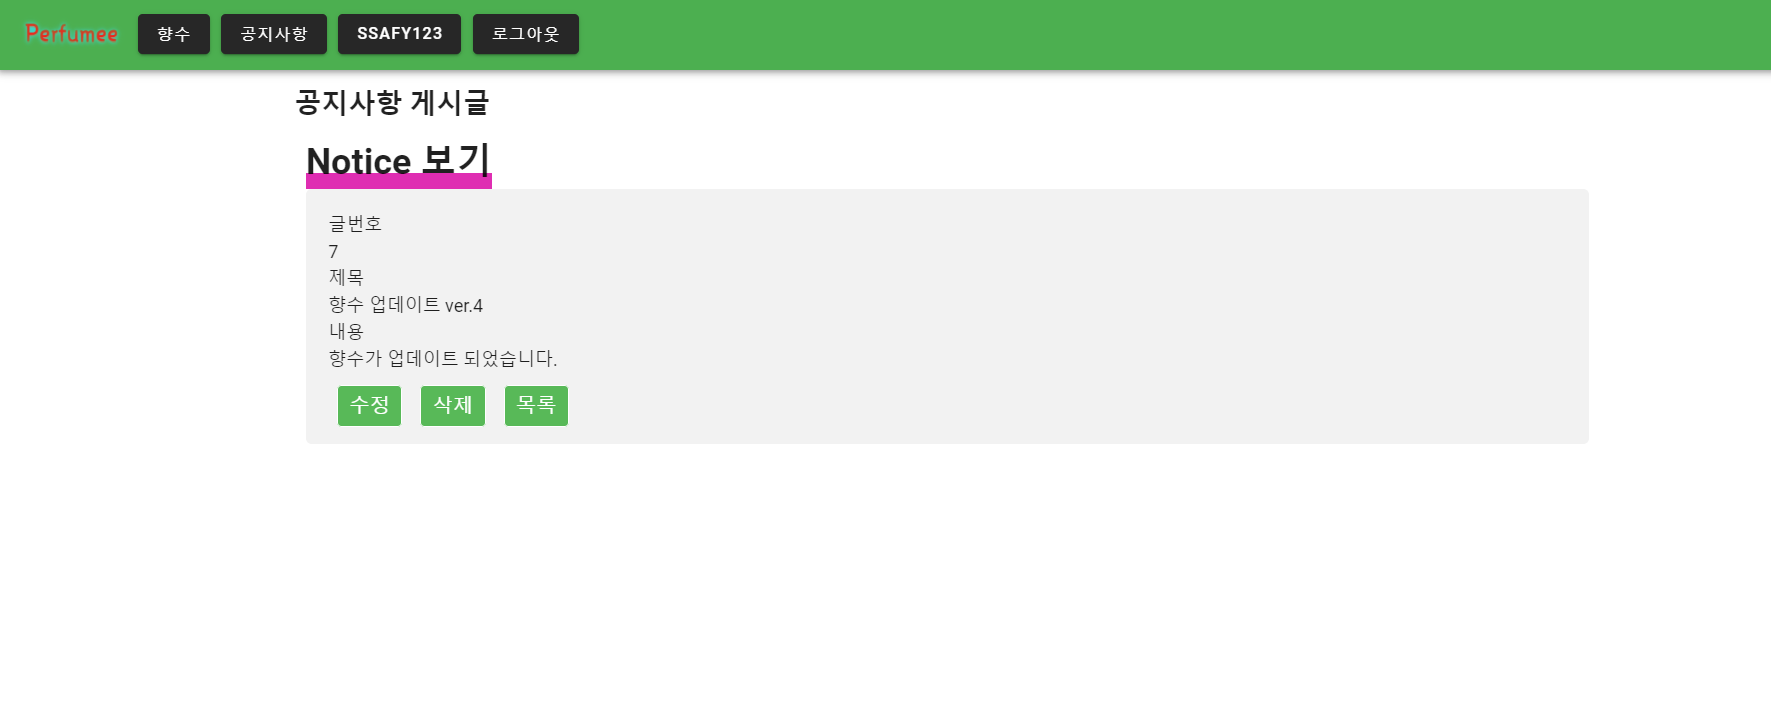 Perfumee 향수 공지사항 SSAFY123 로그아웃
공지사항 게시글
Notice 보기
글번호
7
제목
향수 업데이트 ver.4
내용
향수가 업데이트 되었습니다.
수정 삭제 목록